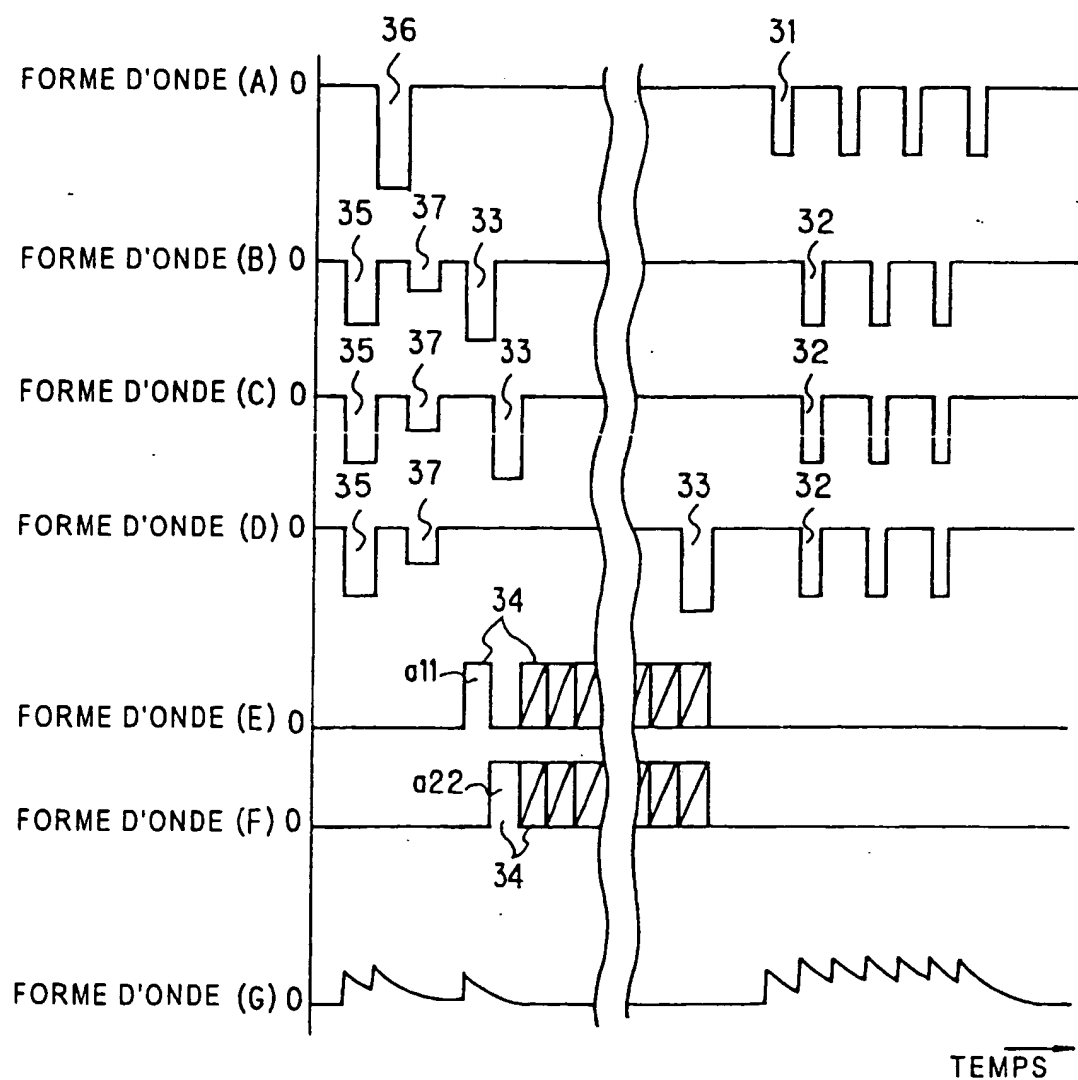 36
31
FORME D'ONDE (A) 0
35
37
33
32
FORME D'ONDE (B) 0
35
37
33
32
FORME D'ONDE (C) 0
35
37
33
32
FORME D'ONDE (D) 0
34
a11
FORME D'ONDE (E) 0
a22
FORME D'ONDE (F) 0
34
FORME D'ONDE (G) 0
TEMPS